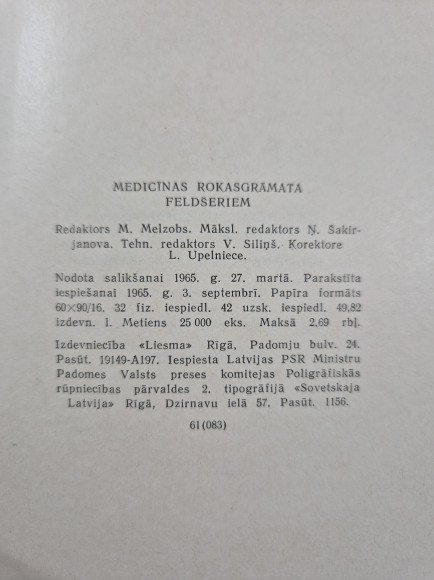 MEDICĪNAS ROKASGRĀMATA
FELDŠERIEM
Redaktors M. Melzobs. Māksl. redaktors Ņ. Šakir-
janova. Tehn. redaktors V. Siliņš. Korektore
L. Upelniece.
Nodota salikšanai 1965. g. 27. martā. Parakstīta
iespiešanai 1965. g. 3. septembrī. Papīra formāts
60×90/16. 32 fiz. iespiedl. 42 uzsk. iespiedl. 49,82
izdevn. l. Metiens 25 000 eks. Maksā 2,69 rbļ.
Izdevniecība «Liesma» Rīgā, Padomju bulv. 24.
Pasūt. 19149-A197. Iespiesta Latvijas PSR Ministru
Padomes Valsts preses komitejas Poligrāfiskās
rūpniecības pārvaldes 2. tipogrāfijā «Sovetskaja
Latvija» Rīgā, Dzirnavu ielā 57. Pasūt. 1156.
61(083)